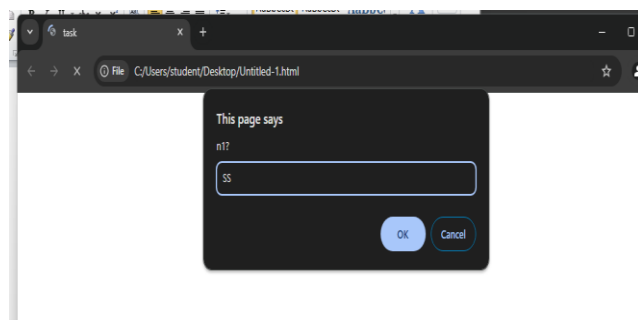 task
File C:/Users/student/Desktop/Untitled-1.html
This page says
n1?
SS
OK Cancel